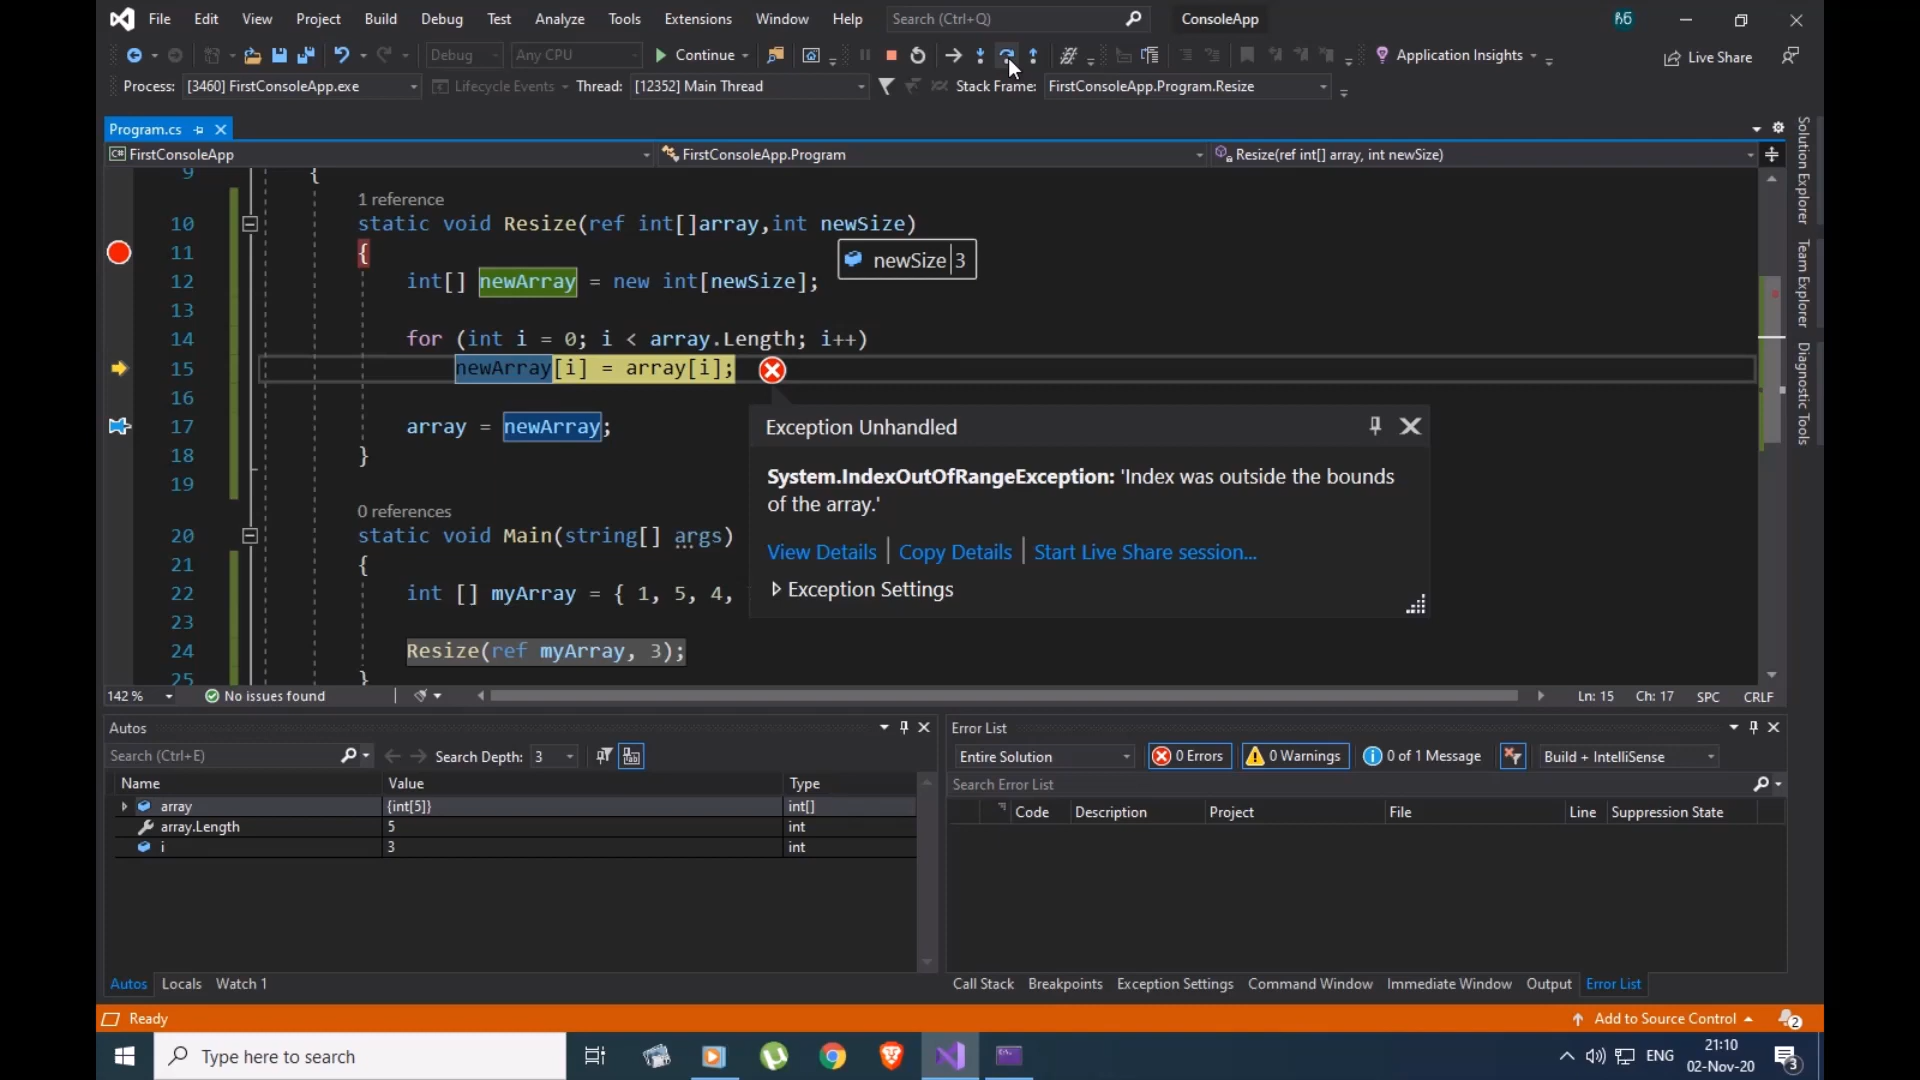 File Edit View Project Build Debug Test Analyze Tools Extensions Window Help Search (Ctrl+Q) ConsoleApp
Debug Any CPU Continue Application Insights Live Share
Process: [3460] FirstConsoleApp.exe Lifecycle Events Thread: [12352] Main Thread Stack Frame: FirstConsoleApp.Program.Resize
Program.cs
FirstConsoleApp FirstConsoleApp.Program Resize(ref int[] array, int newSize)
9 {
1 reference
10 static void Resize(ref int[]array,int newSize)
11 {
newSize 3
12 int[] newArray = new int[newSize];
13
14 for (int i = 0; i < array.Length; i++)
15 newArray[i] = array[i];
16
17 array = newArray;
18 }
19
0 references
20 static void Main(string[] args)
21 {
22 int [] myArray = { 1, 5, 4,
23
24 Resize(ref myArray, 3);
25 }
Exception Unhandled
System.IndexOutOfRangeException: 'Index was outside the bounds
of the array.'
View Details Copy Details Start Live Share session...
Exception Settings
Solution Explorer
Team Explorer
Diagnostic Tools
142 % No issues found Ln: 15 Ch: 17 SPC CRLF
Autos
Search (Ctrl+E) Search Depth: 3
Name Value Type
array {int[5]} int[]
array.Length 5 int
i 3 int
Autos Locals Watch 1
Error List
Entire Solution 0 Errors 0 Warnings 0 of 1 Message Build + IntelliSense
Search Error List
Code Description Project File Line Suppression State
Call Stack Breakpoints Exception Settings Command Window Immediate Window Output Error List
Ready Add to Source Control 2
Type here to search ENG 21:10
02-Nov-20 3